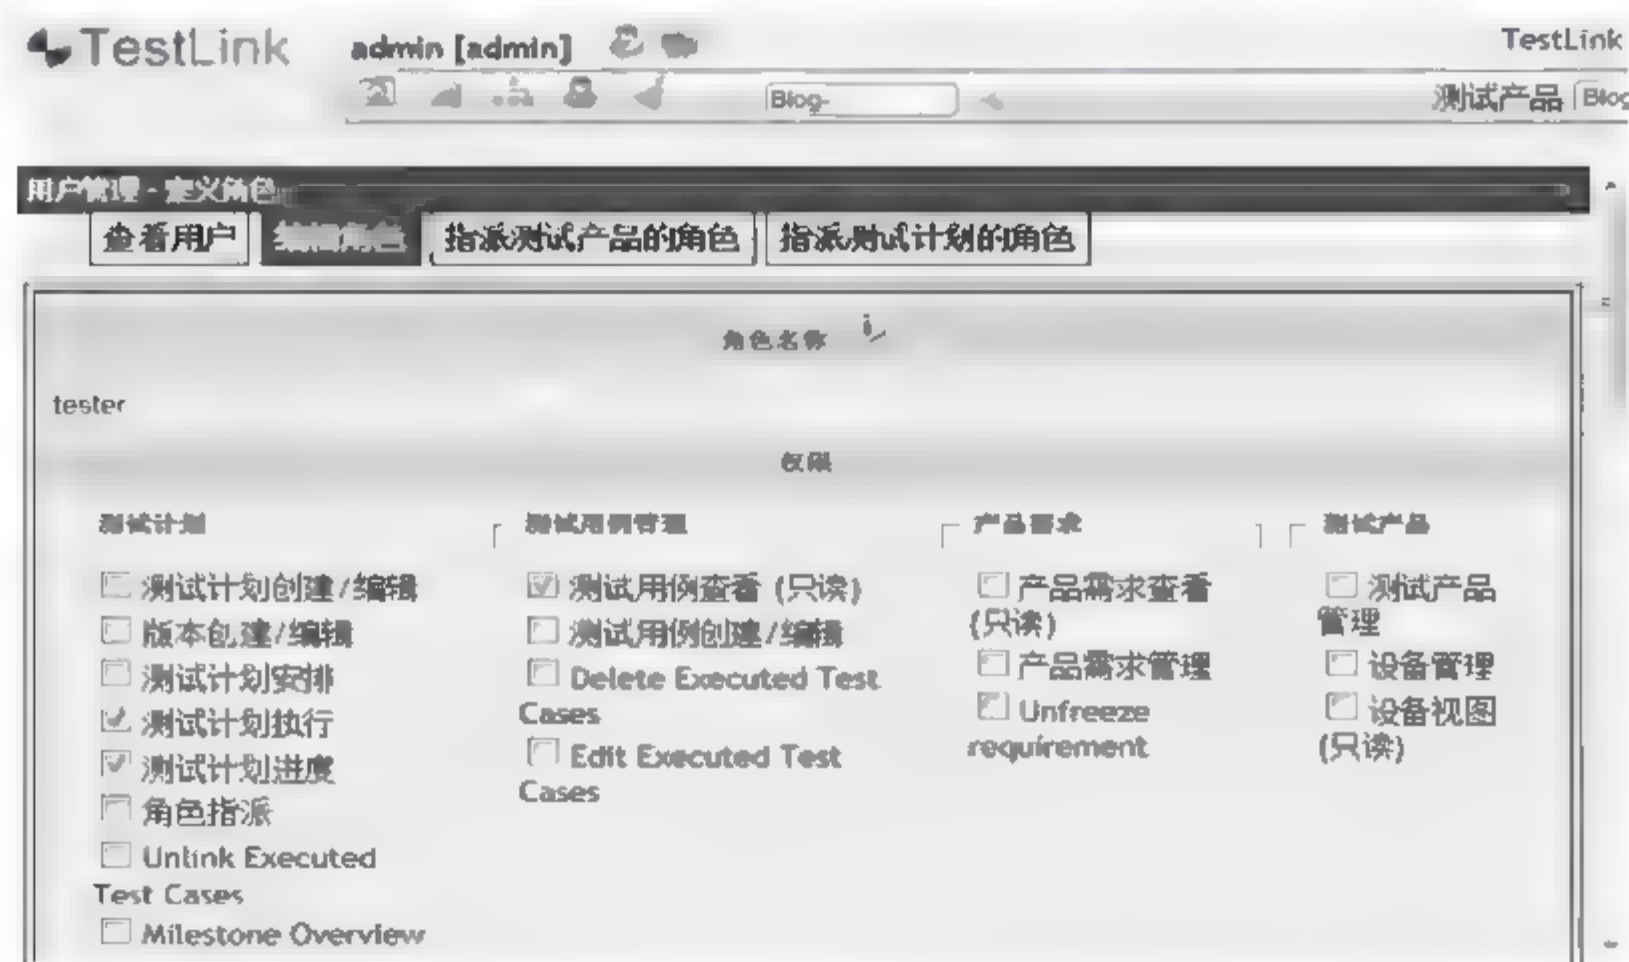 TestLink
admin [admin]
TestLink
Blog-
测试产品 Blog
用户管理 - 定义角色
查看用户 编辑角色 指派测试产品的角色 指派测试计划的角色
角色名称
tester
权限
测试计划 测试用例管理 产品需求 测试产品
测试计划创建/编辑 测试用例查看 (只读) 产品需求查看 测试产品
(只读) 管理
版本创建/编辑 测试用例创建/编辑
测试计划安排 Delete Executed Test 产品需求管理 设备管理
测试计划执行 Cases Unfreeze 设备视图
测试计划进度 Edit Executed Test requirement (只读)
角色指派 Cases
Unlink Executed
Test Cases
Milestone Overview